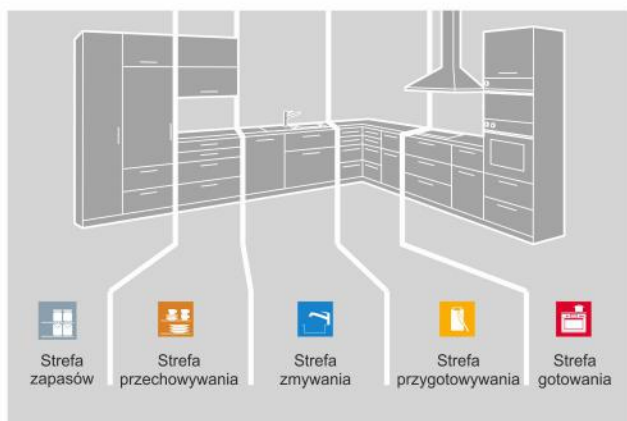 Strefa
zapasów
Strefa
przechowywania
Strefa
zmywania
Strefa
przygotowywania
Strefa
gotowania